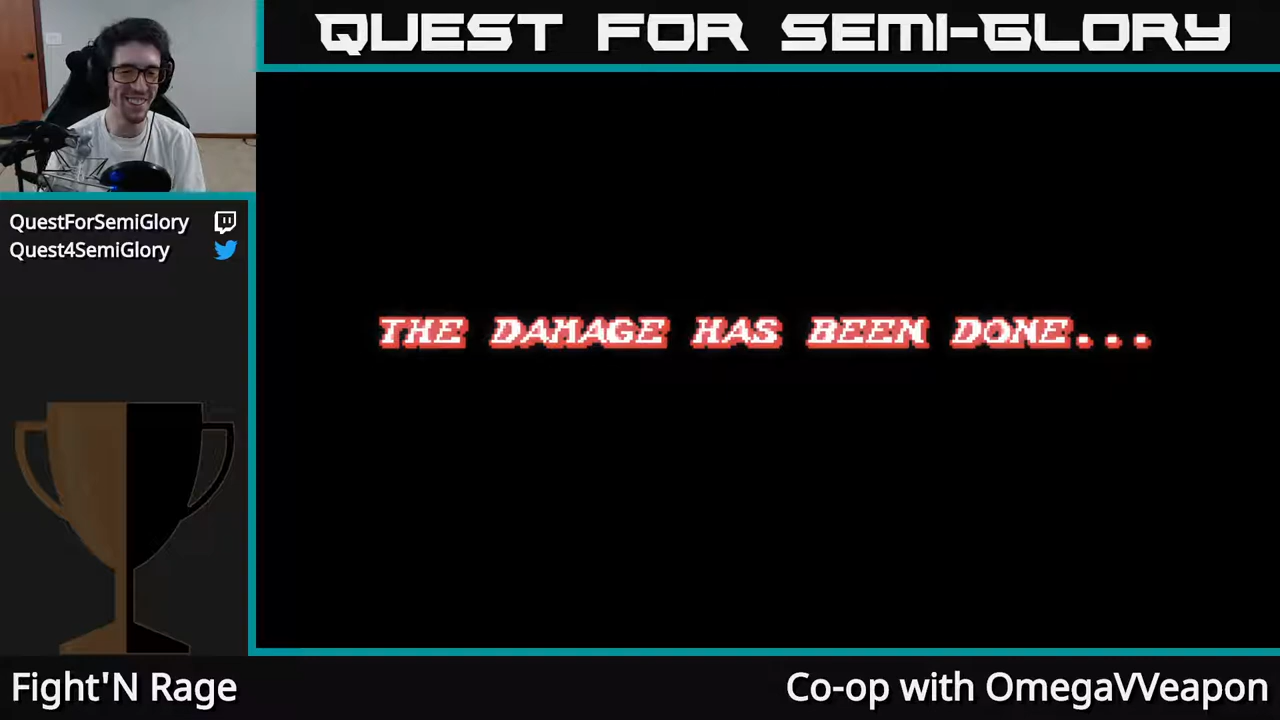 QUEST FOR SEMI-GLORY
QuestForSemiGlory
Quest4SemiGlory
THE DAMAGE HAS BEEN DONE...
Fight'N Rage
Co-op with OmegaVVeapon